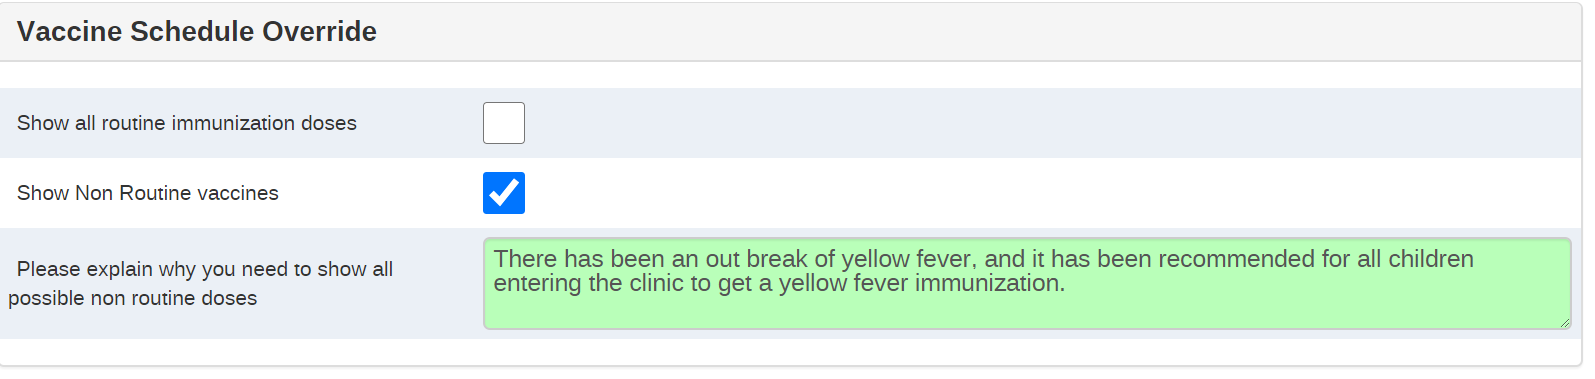 Vaccine Schedule Override
Show all routine immunization doses
Show Non Routine vaccines
Please explain why you need to show all
possible non routine doses
There has been an out break of yellow fever, and it has been recommended for all children
entering the clinic to get a yellow fever immunization.